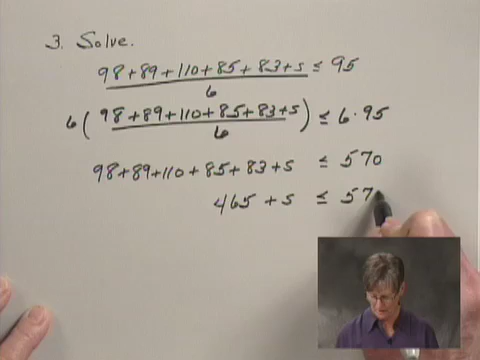 3. Solve.
98+89+110+85+83+s ≤ 95
6
6 ( 98+89+110+85+83+s ) ≤ 6·95
6
98+89+110+85+83+s ≤ 570
465 + s ≤ 57